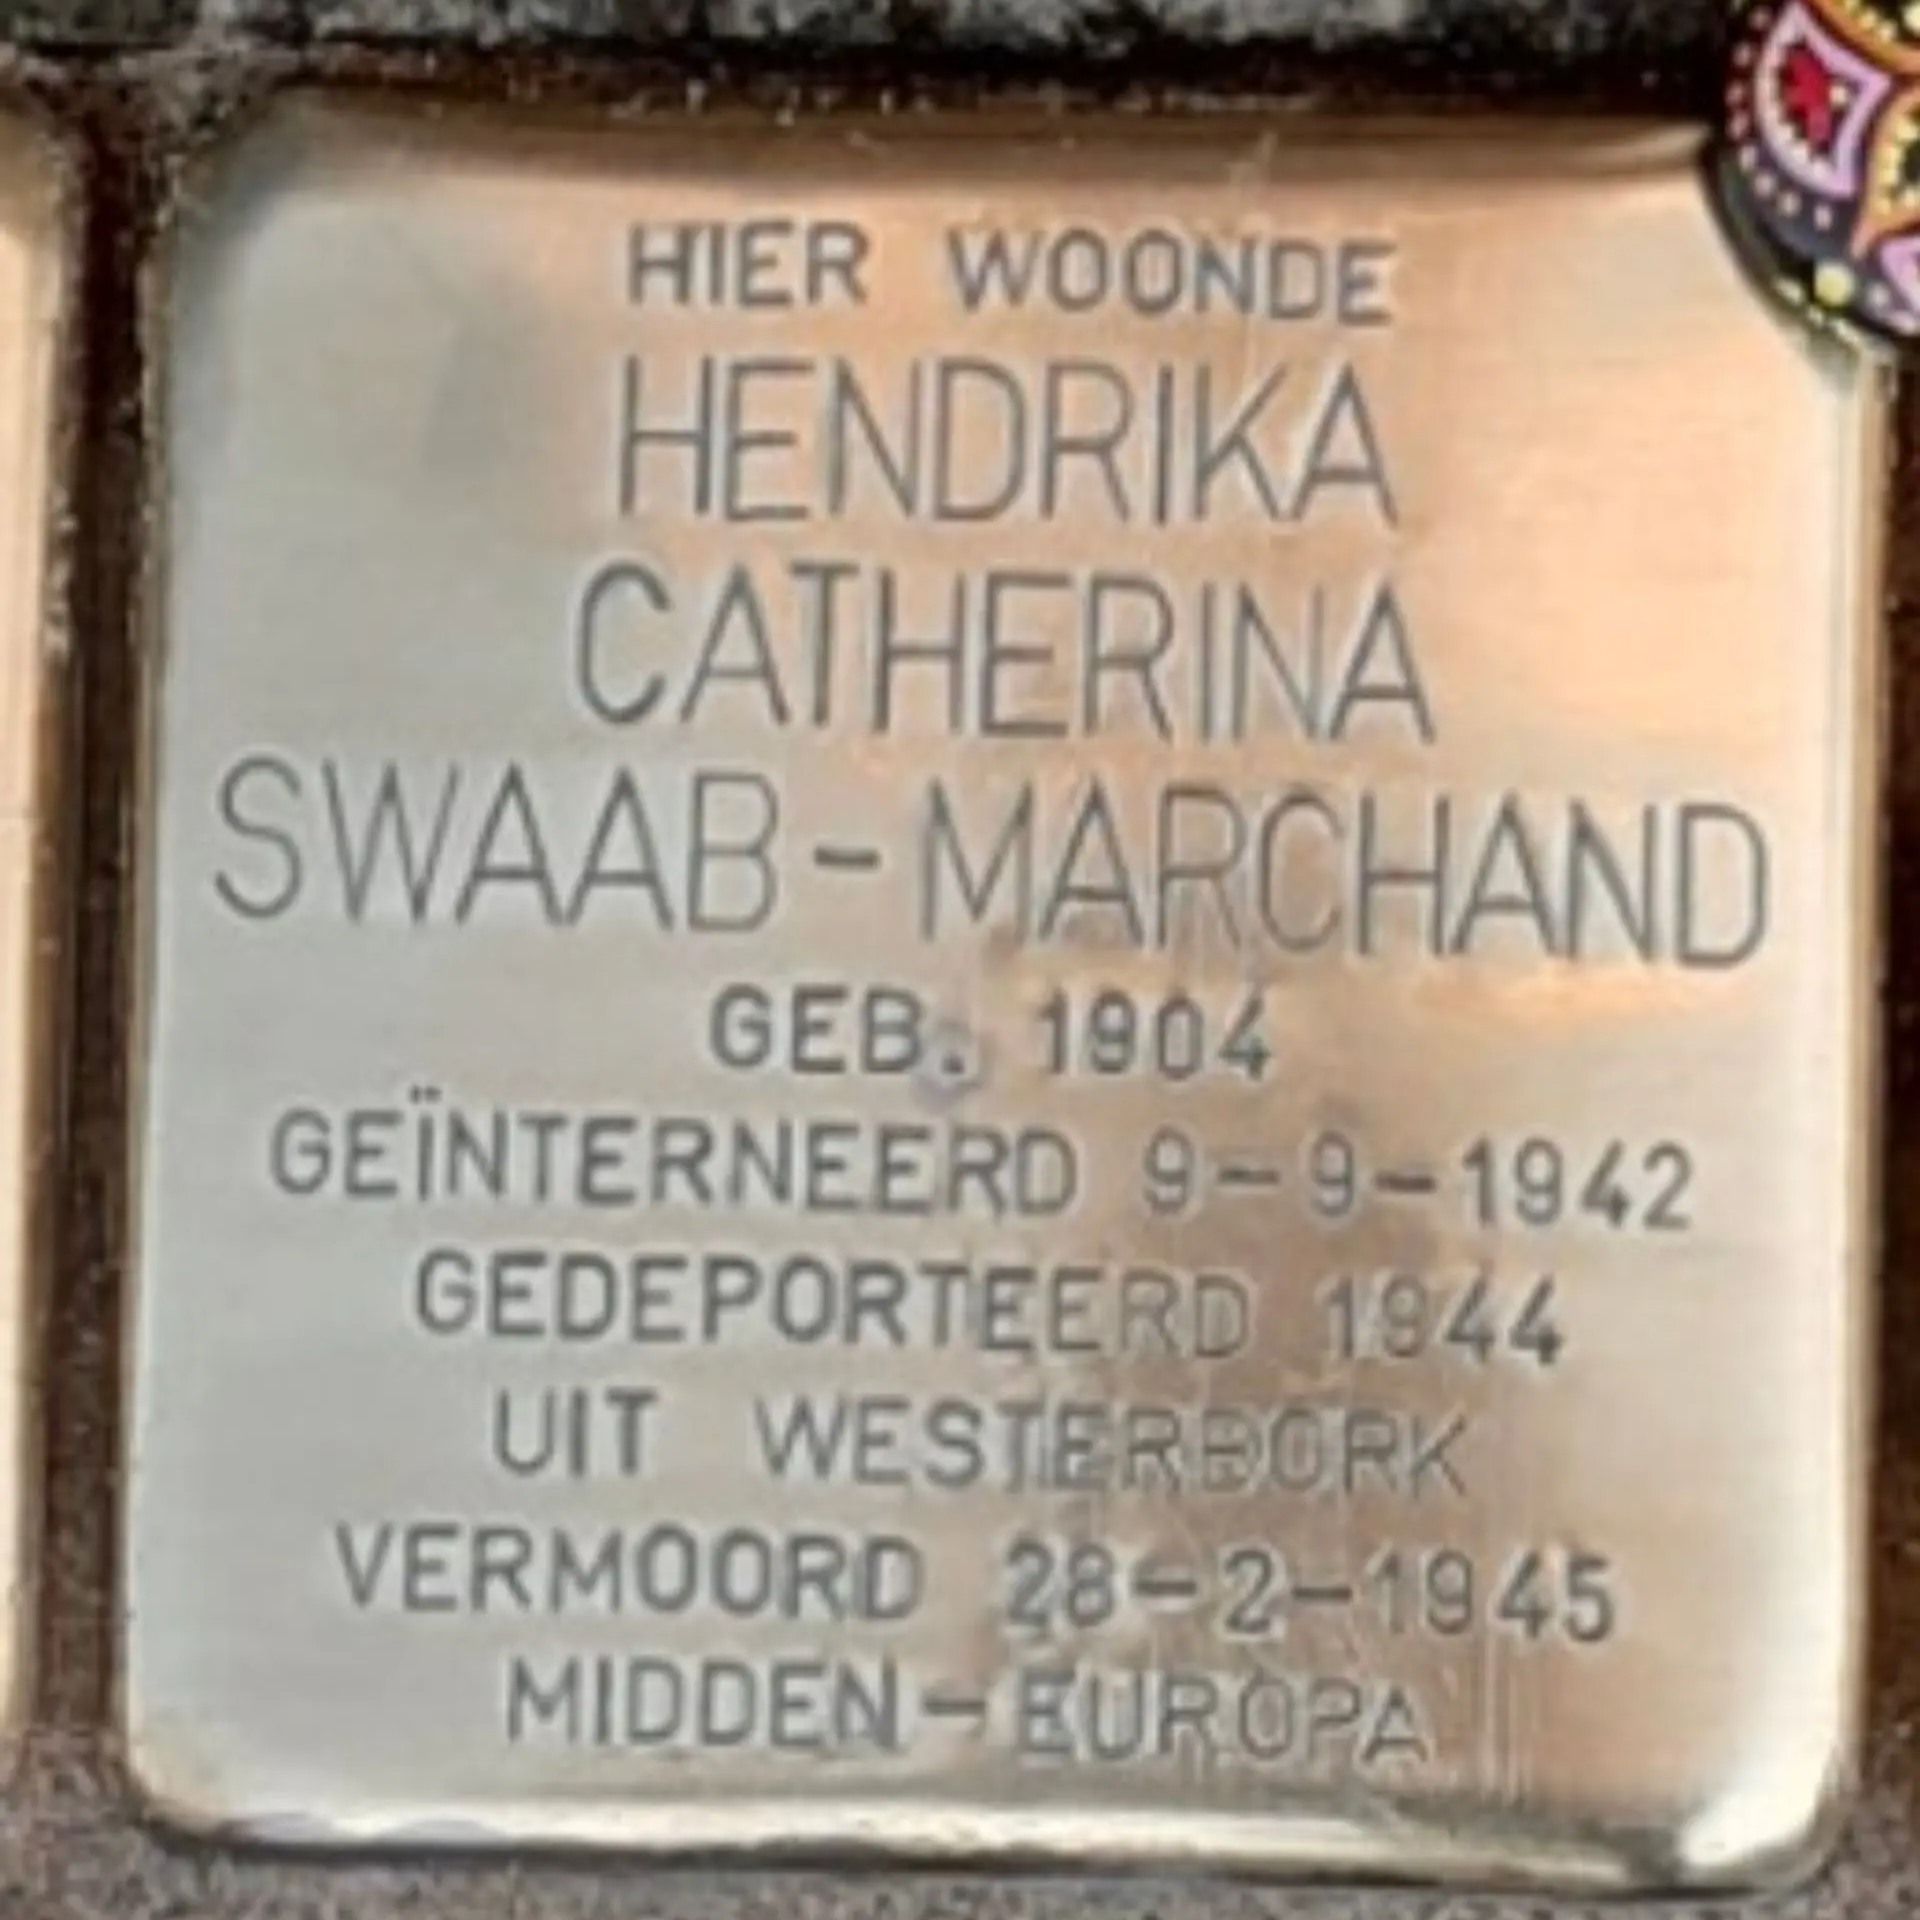 HIER WOONDE
HENDRIKA
CATHERINA
SWAAB-MARCHAND
GEB. 1904
GEÏNTERNEERD 9-9-1942
GEDEPORTEERD 1944
UIT WESTERBORK
VERMOORD 28-2-1945
MIDDEN-EUROPA